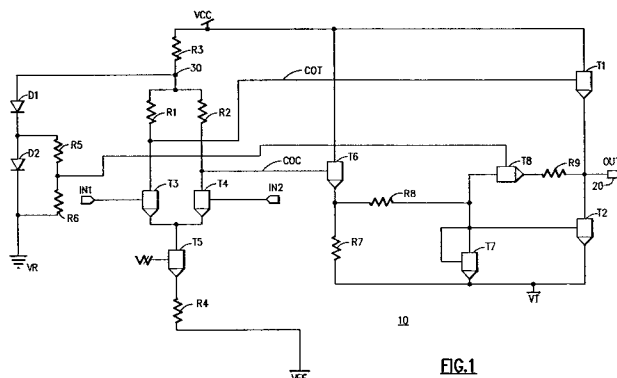 VCC
R3
30
COT
T1
D1
R1
R2
D2
R5
T6
T8
R9
OUT
COC
20
IN1
T3
T4
IN2
R8
R6
T2
T5
R7
T7
VR
VT
R4
10
VEE
FIG.1